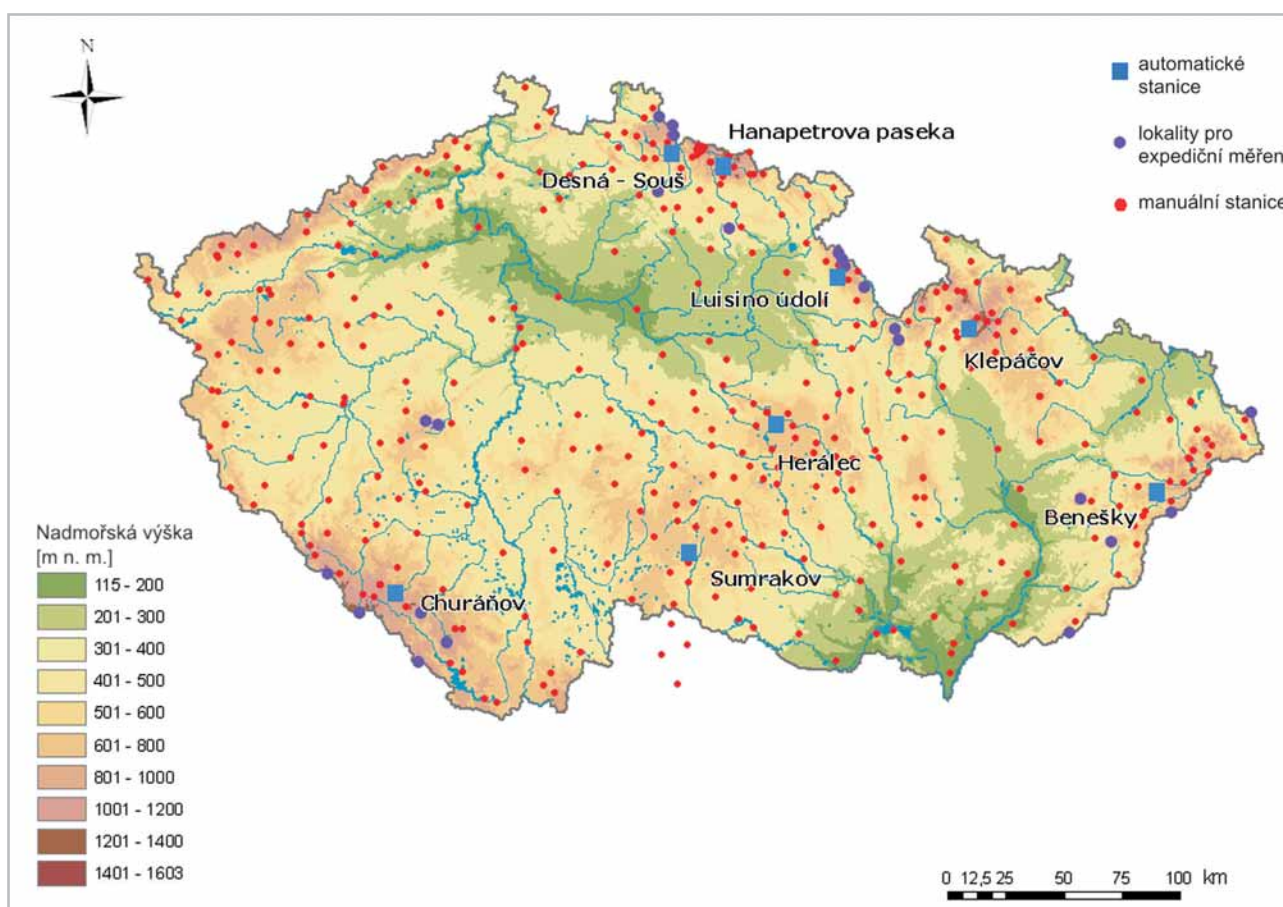 N
automatické
stanice
lokality pro
expediční měřen
manuální stanice
Hanapetrova paseka
Desná - Souš
Luisino údolí
Klepáčov
Herálec
Benešky
Sumrakov
Churáňov
Nadmořská výška
[m n. m.]
115 - 200
201 - 300
301 - 400
401 - 500
501 - 600
601 - 800
801 - 1000
1001 - 1200
1201 - 1400
1401 - 1603
0 12,5 25 50 75 100 km